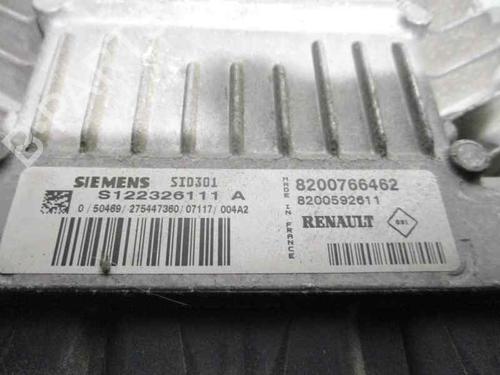 SIEMENS SID301
S122326111 A
0 / 50469 / 275447360 / 07117 / 004A2
MADE IN FRANCE
8200766462
8200592611
RENAULT